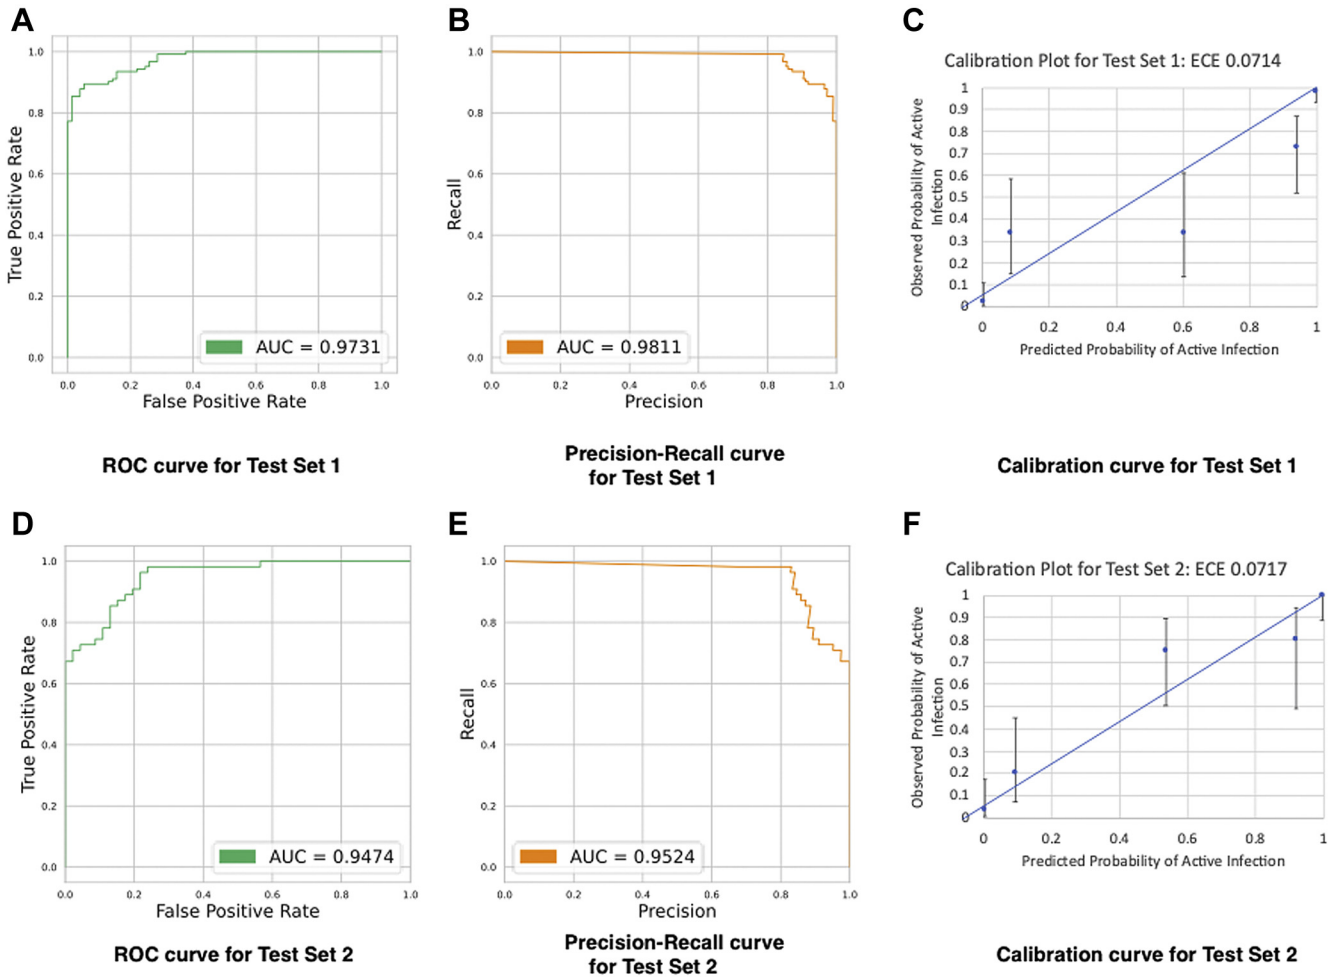 A
1.0
0.8
0.6
0.4
0.2
0.0
True Positive Rate
AUC = 0.9731
0.0 0.2 0.4 0.6 0.8 1.0
False Positive Rate
ROC curve for Test Set 1
B
1.0
0.8
0.6
0.4
0.2
0.0
Recall
AUC = 0.9811
0.0 0.2 0.4 0.6 0.8 1.0
Precision
Precision-Recall curve
for Test Set 1
C
Calibration Plot for Test Set 1: ECE 0.0714
Observed Probability of Active
Infection
1
0.9
0.8
0.7
0.6
0.5
0.4
0.3
0.2
0.1
0
0 0.2 0.4 0.6 0.8 1
Predicted Probability of Active Infection
Calibration curve for Test Set 1
D
1.0
0.8
0.6
0.4
0.2
0.0
True Positive Rate
AUC = 0.9474
0.0 0.2 0.4 0.6 0.8 1.0
False Positive Rate
ROC curve for Test Set 2
E
1.0
0.8
0.6
0.4
0.2
0.0
Recall
AUC = 0.9524
0.0 0.2 0.4 0.6 0.8 1.0
Precision
Precision-Recall curve
for Test Set 2
F
Calibration Plot for Test Set 2: ECE 0.0717
Observed Probability of Active
Infection
1
0.9
0.8
0.7
0.6
0.5
0.4
0.3
0.2
0.1
0
0 0.2 0.4 0.6 0.8 1
Predicted Probability of Active Infection
Calibration curve for Test Set 2